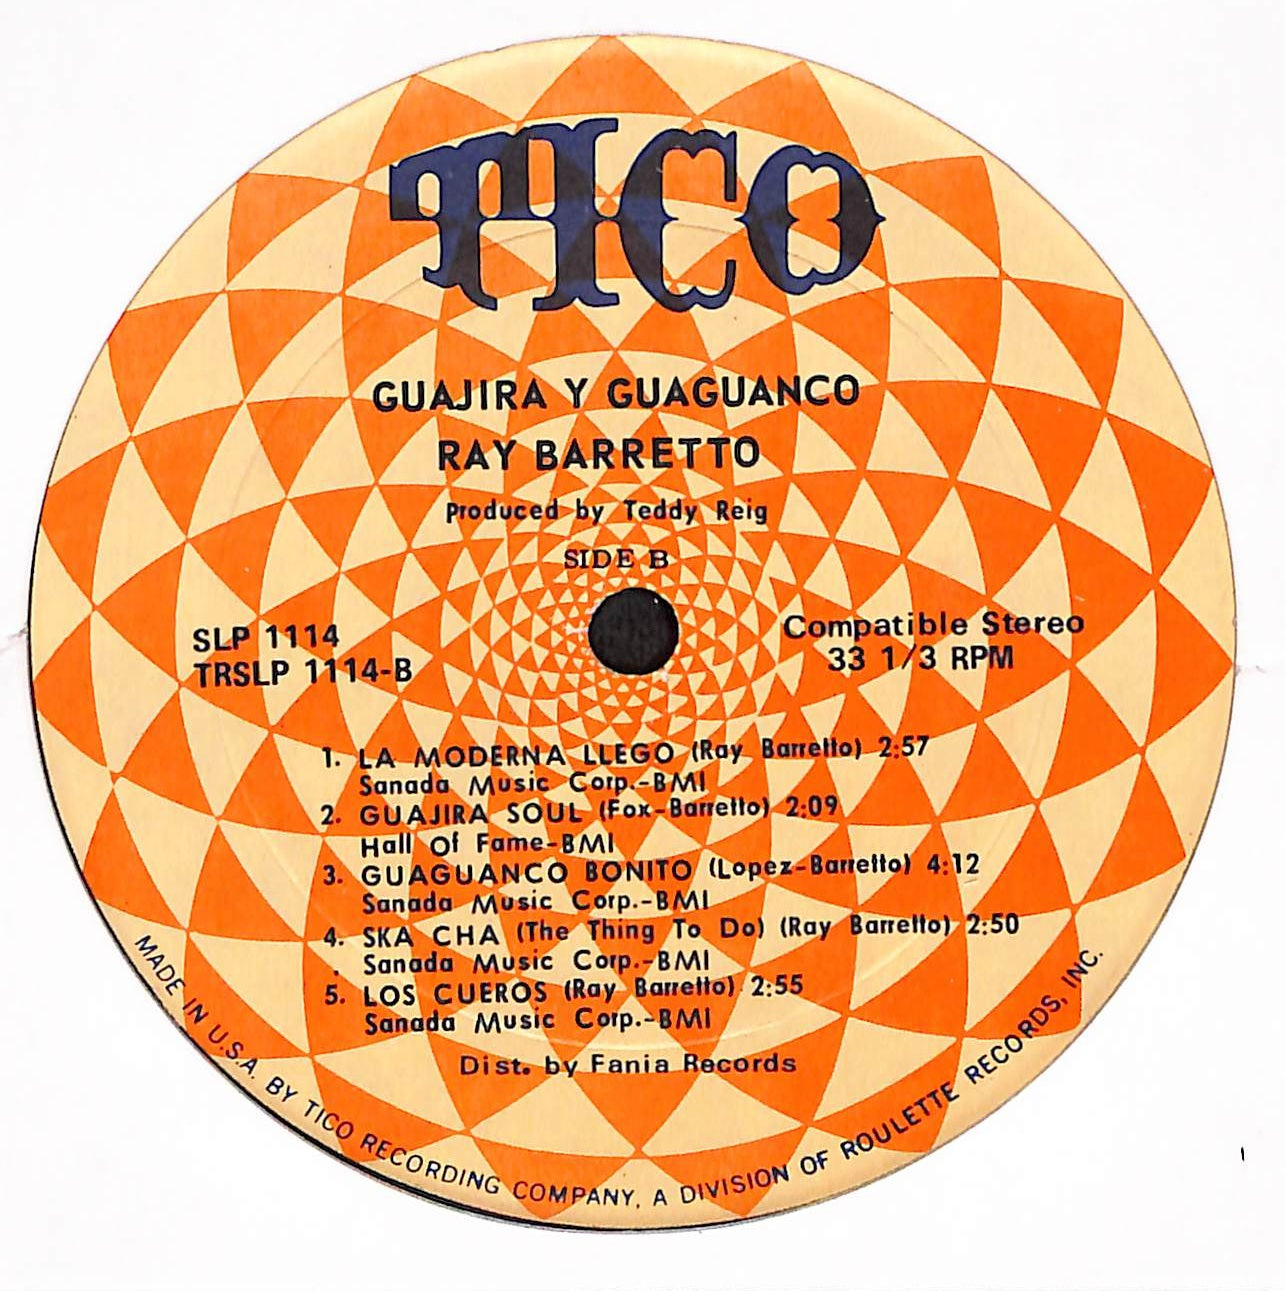 TICO
GUAJIRA Y GUAGUANCO
RAY BARRETTO
Produced by Teddy Reig
SIDE B
SLP 1114
TRSLP 1114-B
Compatible Stereo
33 1/3 RPM
1. LA MODERNA LLEGO (Ray Barretto) 2:57
Sanada Music Corp.-BMI
2. GUAJIRA SOUL (Fox-Barretto) 2:09
Hall Of Fame-BMI
3. GUAGUANCO BONITO (Lopez-Barretto) 4:12
Sanada Music Corp.-BMI
4. SKA CHA (The Thing To Do) (Ray Barretto) 2:50
Sanada Music Corp.-BMI
5. LOS CUEROS (Ray Barretto) 2:55
Sanada Music Corp.-BMI
Dist. by Fania Records
MADE IN U.S.A. BY TICO RECORDING COMPANY, A DIVISION OF ROULETTE RECORDS, INC.